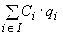 ∑ C_i · q_i
i ∈ I